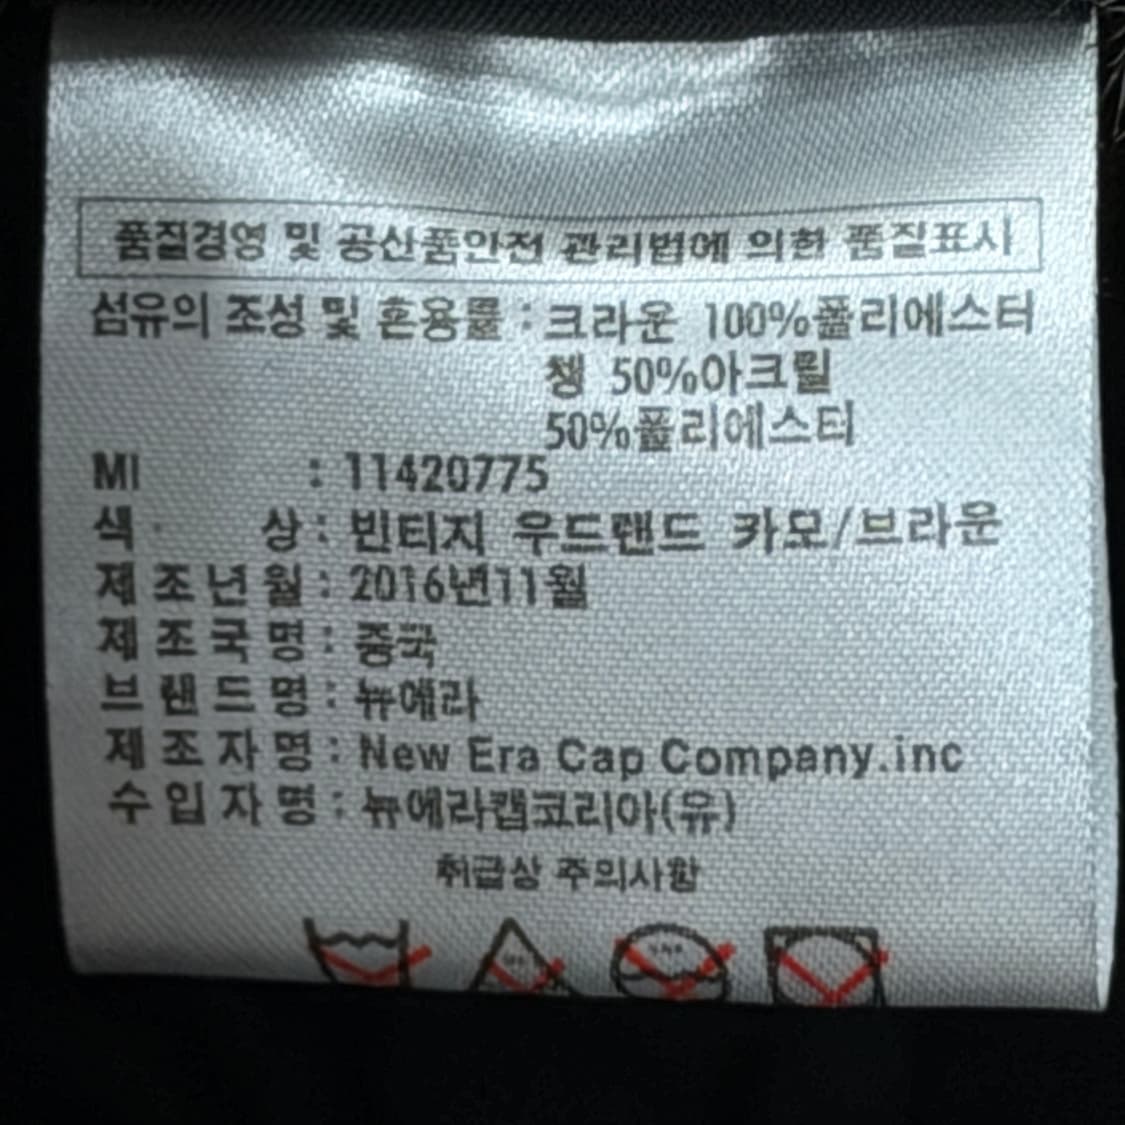 품질경영 및 공산품안전 관리법에 의한 품질표시
섬유의 조성 및 혼용률 : 크라운 100%폴리에스터
챙 50%아크릴
50%폴리에스터
MI : 11420775
색 상 : 빈티지 우드랜드 카모/브라운
제조년월 : 2016년11월
제조국명 : 중국
브랜드명 : 뉴에라
제조자명 : New Era Cap Company.inc
수입자명 : 뉴에라캡코리아(유)
취급상 주의사항